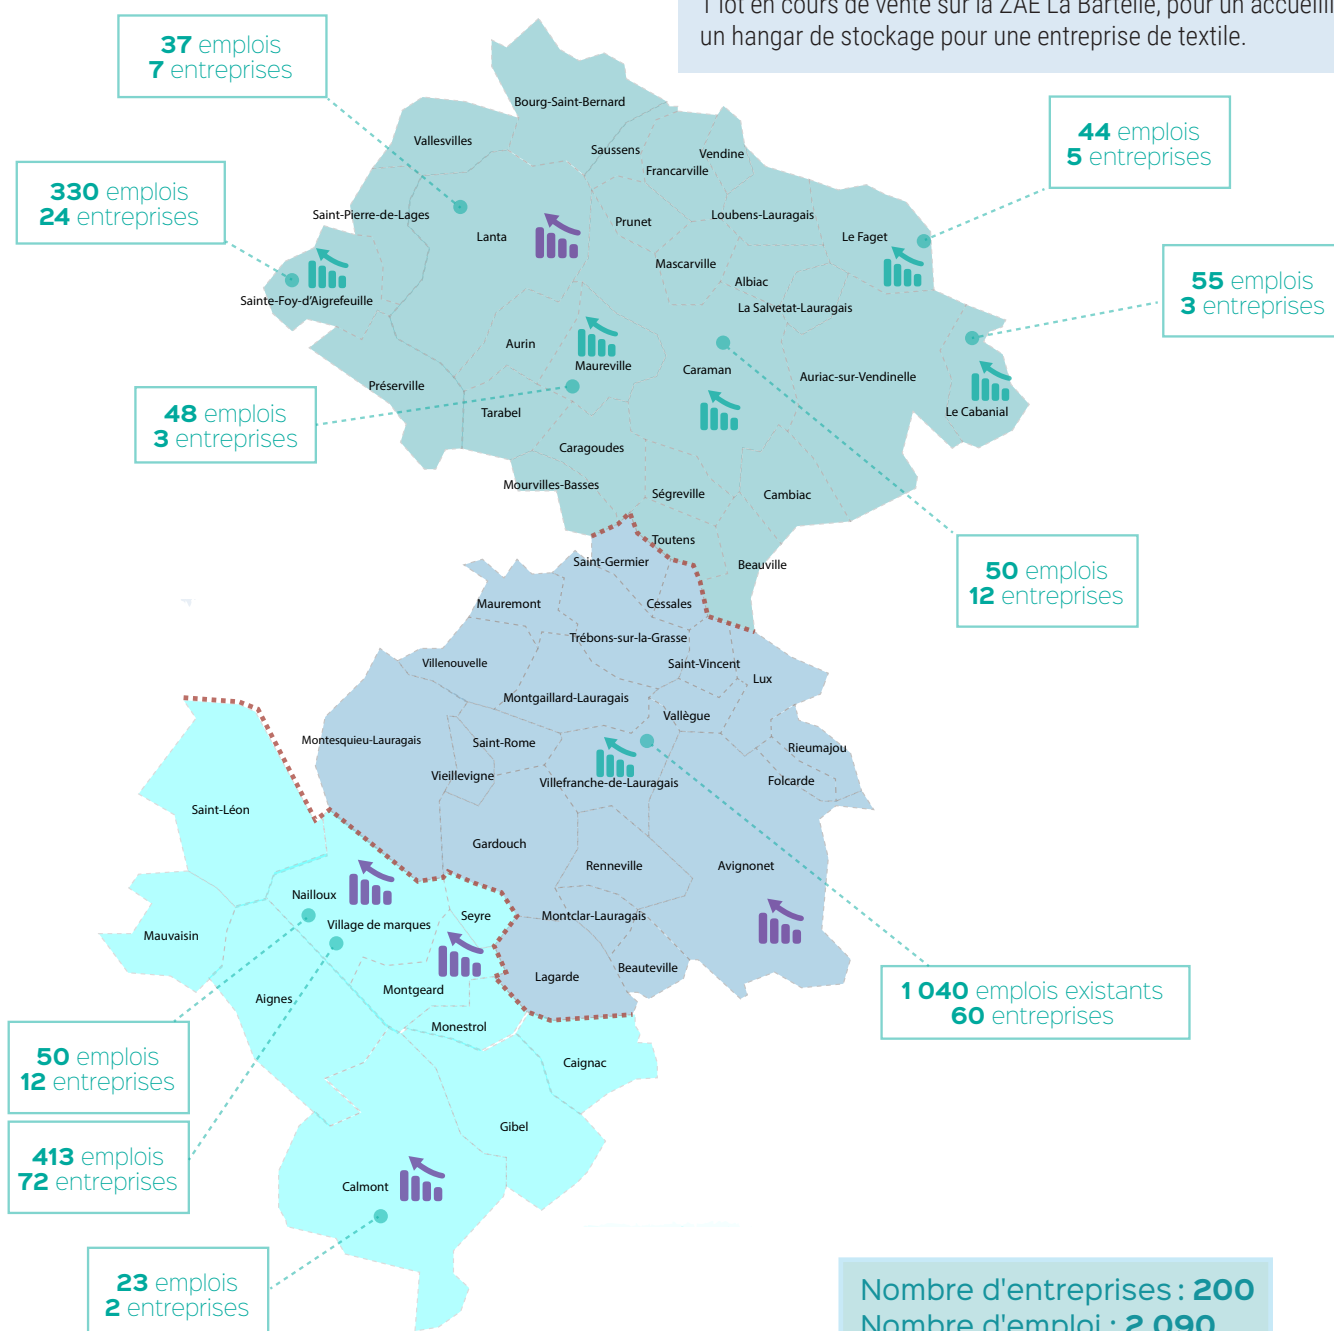 1 lot en cours de vente sur la ZAE La Bartelle, pour un accueilli
un hangar de stockage pour une entreprise de textile.
37 emplois
7 entreprises
44 emplois
5 entreprises
330 emplois
24 entreprises
55 emplois
3 entreprises
48 emplois
3 entreprises
50 emplois
12 entreprises
Bourg-Saint-Bernard
Vallesvilles
Saussens
Vendine
Francarville
Saint-Pierre-de-Lages
Lanta
Prunet
Loubens-Lauragais
Le Faget
Mascarville
Albiac
Sainte-Foy-d'Aigrefeuille
La Salvetat-Lauragais
Aurin
Maureville
Caraman
Auriac-sur-Vendinelle
Préserville
Tarabel
Le Cabanial
Caragoudes
Mourvilles-Basses
Ségreville
Cambiac
Toutens
Beauville
Saint-Germier
Mauremont
Cessales
Trébons-sur-la-Grasse
Villenouvelle
Saint-Vincent
Lux
Montgaillard-Lauragais
Vallègue
Montesquieu-Lauragais
Saint-Rome
Rieumajou
Vieillevigne
Villefranche-de-Lauragais
Folcarde
Saint-Léon
Gardouch
Renneville
Avignonet
Nailloux
Village de marques
Seyre
Montclar-Lauragais
Mauvaisin
Lagarde
Beauteville
Aignes
Montgeard
Monestrol
Caignac
Gibel
Calmont
1 040 emplois existants
60 entreprises
50 emplois
12 entreprises
413 emplois
72 entreprises
23 emplois
2 entreprises
Nombre d'entreprises : 200
Nombre d'emploi : 2 090